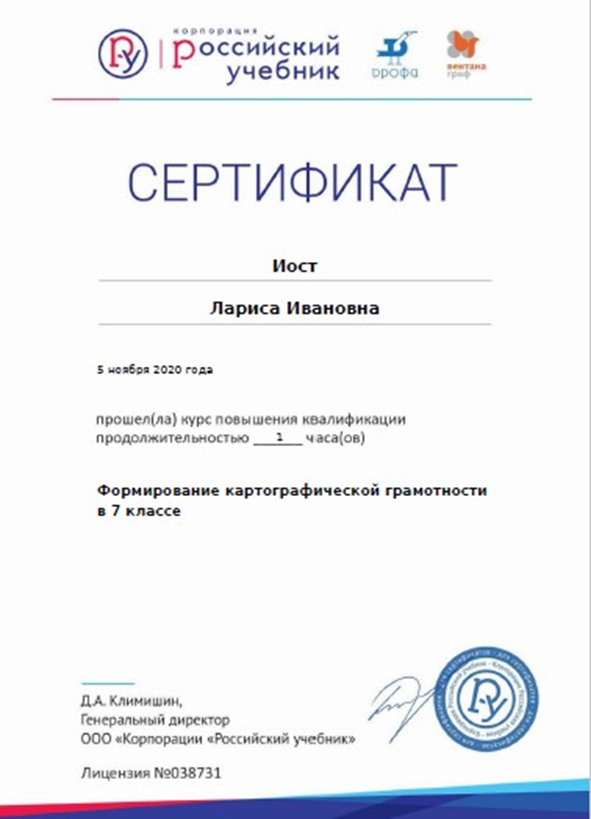 корпорация
Российский
учебник
дрофа
вентана
граф
СЕРТИФИКАТ
Иост
Лариса Ивановна
5 ноября 2020 года
прошел(ла) курс повышения квалификации
продолжительностью 1 часа(ов)
Формирование картографической грамотности
в 7 классе
Д.А. Климишин,
Генеральный директор
ООО «Корпорации «Российский учебник»
Лицензия №038731